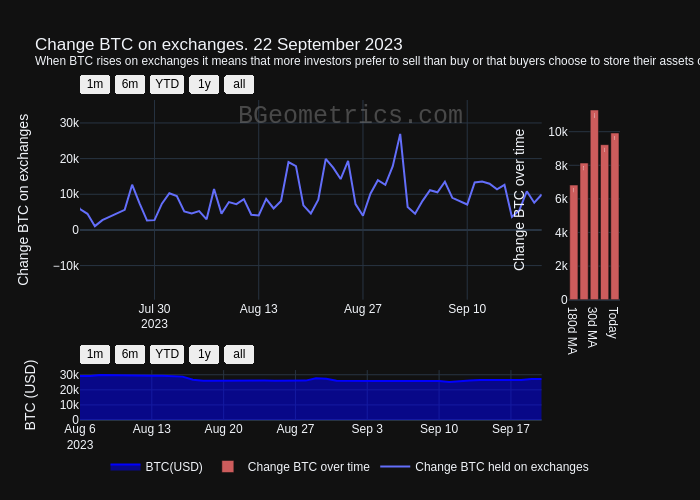 Change BTC on exchanges. 22 September 2023
When BTC rises on exchanges it means that more investors prefer to sell than buy or that buyers choose to store their assets
1m 6m YTD 1y all
BGeometrics.com
Change BTC on exchanges
30k
20k
10k
0
−10k
Jul 30 Aug 13 Aug 27 Sep 10
2023
Change BTC over time
10k
8k
6k
4k
2k
0
180d MA 30d MA Today
1m 6m YTD 1y all
BTC (USD)
30k
20k
10k
0
Aug 6 Aug 13 Aug 20 Aug 27 Sep 3 Sep 10 Sep 17
2023
BTC(USD) Change BTC over time Change BTC held on exchanges